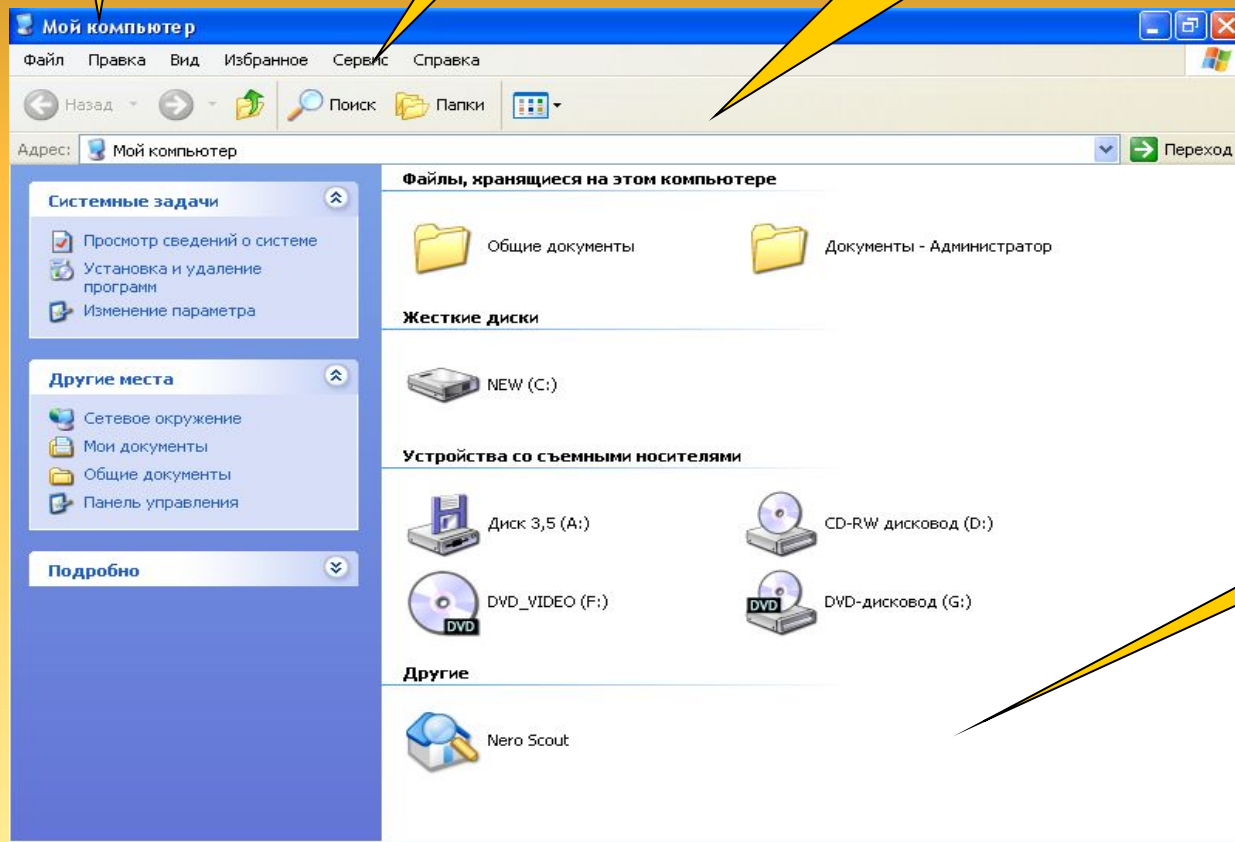 Мой компьютер
Файл Правка Вид Избранное Сервис Справка
Назад Поиск Папки
Адрес: Мой компьютер Переход
Системные задачи
Просмотр сведений о системе
Установка и удаление
программ
Изменение параметра
Другие места
Сетевое окружение
Мои документы
Общие документы
Панель управления
Подробно
Файлы, хранящиеся на этом компьютере
Общие документы
Документы - Администратор
Жесткие диски
NEW (C:)
Устройства со съемными носителями
Диск 3,5 (A:)
CD-RW дисковод (D:)
DVD_VIDEO (F:)
DVD-дисковод (G:)
DVD
DVD
Другие
Nero Scout